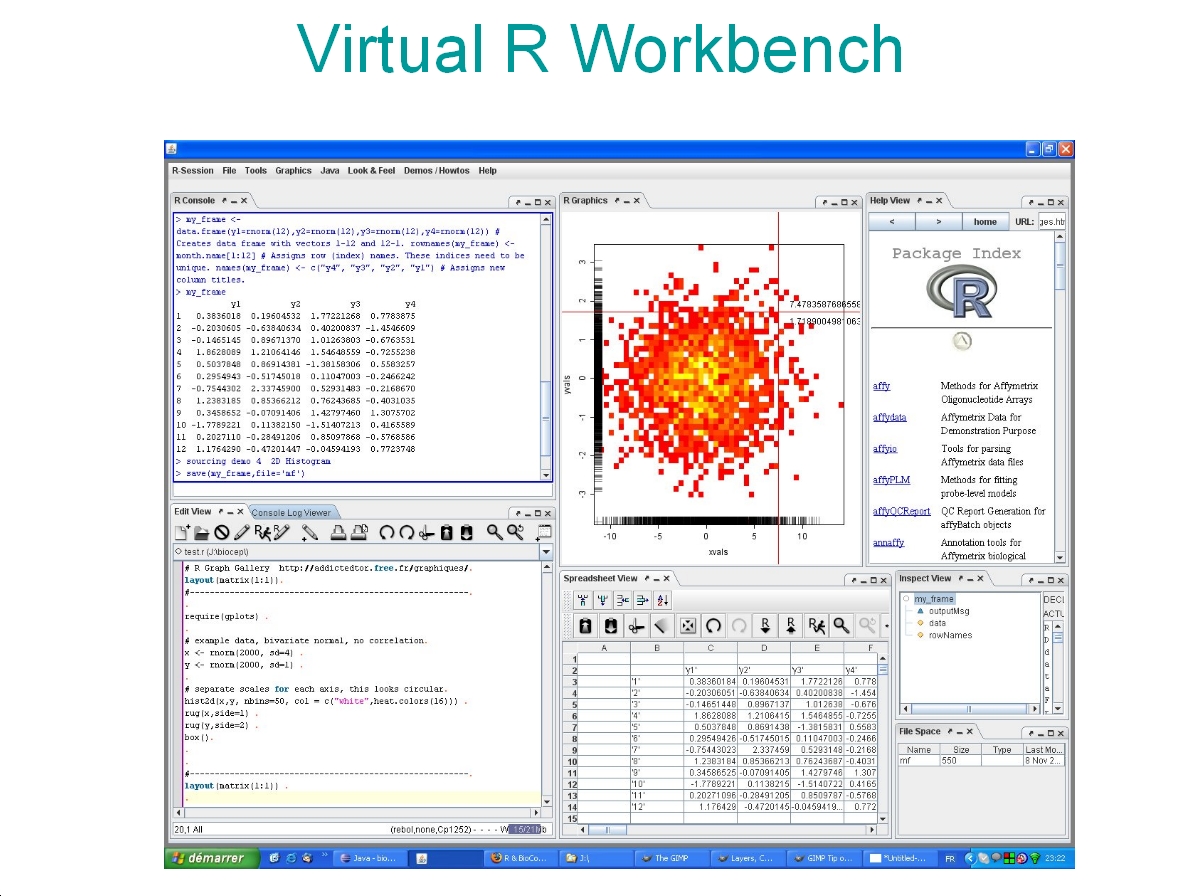 Virtual R Workbench
R-Session File Tools Graphics Java Look & Feel Demos / Howtos Help
R Console
> my_frame <-
data.frame(y1=rnorm(12),y2=rnorm(12),y3=rnorm(12),y4=rnorm(12)) #
Creates data frame with vectors 1-12 and 12-1. rownames(my_frame) <-
month.name[1:12] # Assigns row (index) names. These indices need to be
unique. names(my_frame) <- c("y4", "y3", "y2", "y1") # Assigns new
column titles.
> my_frame
y1 y2 y3 y4
1 0.3836018 0.19604532 1.77221268 0.7783875
2 -0.2030605 -0.63840634 0.40200837 -1.4546609
3 -0.1465145 0.89671370 1.01263803 -0.6763531
4 1.8628089 1.21064146 1.54648559 -0.7255238
5 0.5037848 0.86914381 -1.38158306 0.5583257
6 0.2954943 -0.51745018 0.11047003 -0.2466242
7 -0.7544302 2.33745900 0.52931483 -0.2168670
8 1.2383185 0.85366212 0.76243685 -0.4031035
9 0.3458652 -0.07091406 1.42797460 1.3075702
10 -1.7789221 0.11382150 -1.51407213 0.4165589
11 0.2027110 -0.28491206 0.85097868 -0.5768586
12 1.1764290 -0.47201447 -0.04594193 0.7723748
> sourcing demo 4 2D Histogram
> save(my_frame,file='mf')
R Graphics
7.4783587686558
1.7189004981063
3
2
1
0
-1
-2
-3
yvals
-10 -5 0 5 10
xvals
Help View
< > home URL: ges.htm
Package Index
R
affy Methods for Affymetrix
Oligonucleotide Arrays
affydata Affymetrix Data for
Demonstration Purpose
affyio Tools for parsing
Affymetrix data files
affyPLM Methods for fitting
probe-level models
affyQCReport QC Report Generation for
affyBatch objects
annaffy Annotation tools for
Affymetrix biological
Edit View Console Log Viewer
test.r (J:\biocep\)
# R Graph Gallery http://addictedtor.free.fr/graphiques/.
layout(matrix(1:1)).
#----------------------------------------------------------.
.
require(gplots) .
.
# example data, bivariate normal, no correlation.
x <- rnorm(2000, sd=4) .
y <- rnorm(2000, sd=1) .
.
# separate scales for each axis, this looks circular.
hist2d(x,y, nbins=50, col = c("white",heat.colors(16))) .
rug(x,side=1) .
rug(y,side=2) .
box().
.
.
#----------------------------------------------------------.
layout(matrix(1:1)) .
.
20,1 All (rebol,none,Cp1252) - - - - W 15/21Mb
Spreadsheet View
A B C D E F
1
2 y1' y2' y3' y4'
3 '1' 0.38360184 0.19604531 1.7722126 0.778
4 '2' -0.20306051 -0.63840634 0.40200838 -1.454
5 '3' -0.14651448 0.8967137 1.012638 -0.676
6 '4' 1.8628088 1.2106415 1.5464855 -0.7255
7 '5' 0.5037848 0.8691438 -1.3815831 0.5583
8 '6' 0.29549426 -0.51745015 0.11047003 -0.2466
9 '7' -0.75443023 2.337459 0.5293148 -0.2168
10 '8' 1.2383184 0.85366213 0.76243687 -0.4031
11 '9' 0.34586525 -0.07091405 1.4279746 1.307
12 '10' -1.7789221 0.1138215 -1.5140722 0.4165
13 '11' 0.20271096 -0.28491205 0.8509787 -0.5768
14 '12' 1.176429 -0.4720145 -0.0459419... 0.772
15
Inspect View
my_frame
outputMsg
data
rowNames
DECL
ACTU
R
D
d
a
t
a
File Space
Name Size Type Last Mo...
mf 550 8 Nov 2...
démarrer Java - bio... R & BioCo... J:\ The GIMP Layers, C... GIMP Tip o... *Untitled-... FR 23:22